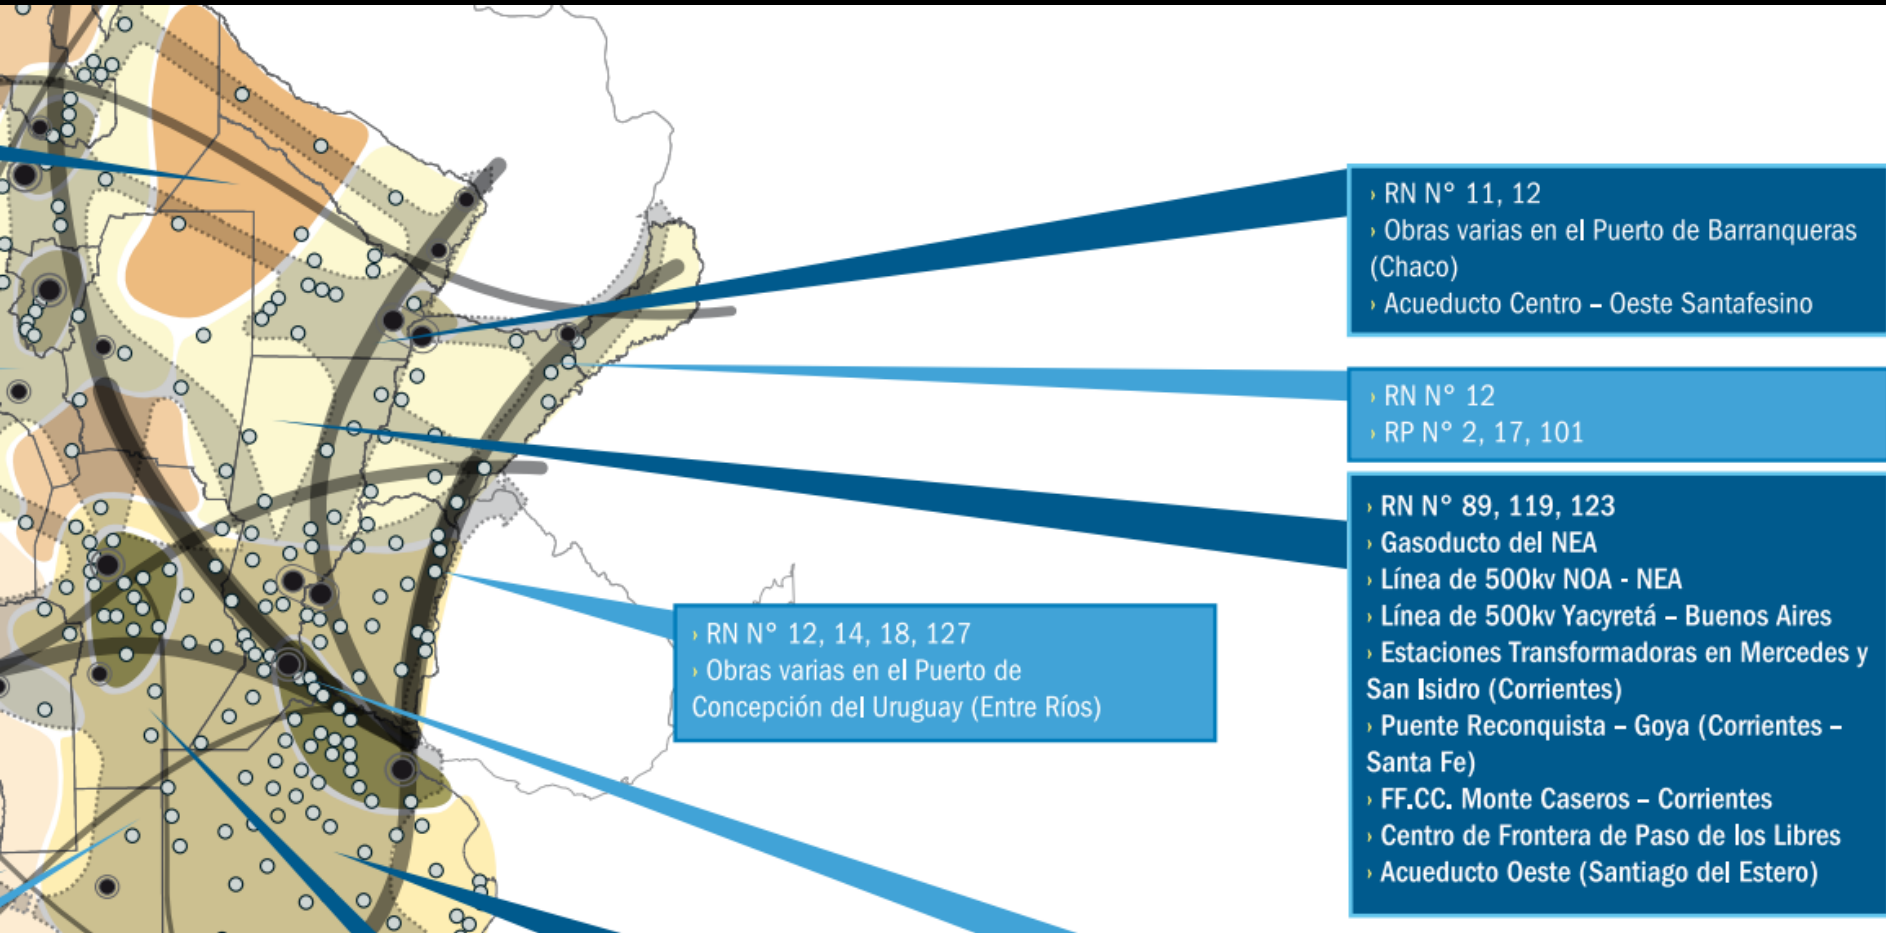 › RN N° 11, 12
› Obras varias en el Puerto de Barranqueras
(Chaco)
› Acueducto Centro – Oeste Santafesino
› RN N° 12
› RP N° 2, 17, 101
› RN N° 89, 119, 123
› Gasoducto del NEA
› Línea de 500kv NOA - NEA
› Línea de 500kv Yacyretá – Buenos Aires
› Estaciones Transformadoras en Mercedes y
San Isidro (Corrientes)
› Puente Reconquista – Goya (Corrientes –
Santa Fe)
› FF.CC. Monte Caseros – Corrientes
› Centro de Frontera de Paso de los Libres
› Acueducto Oeste (Santiago del Estero)
› RN N° 12, 14, 18, 127
› Obras varias en el Puerto de
Concepción del Uruguay (Entre Ríos)